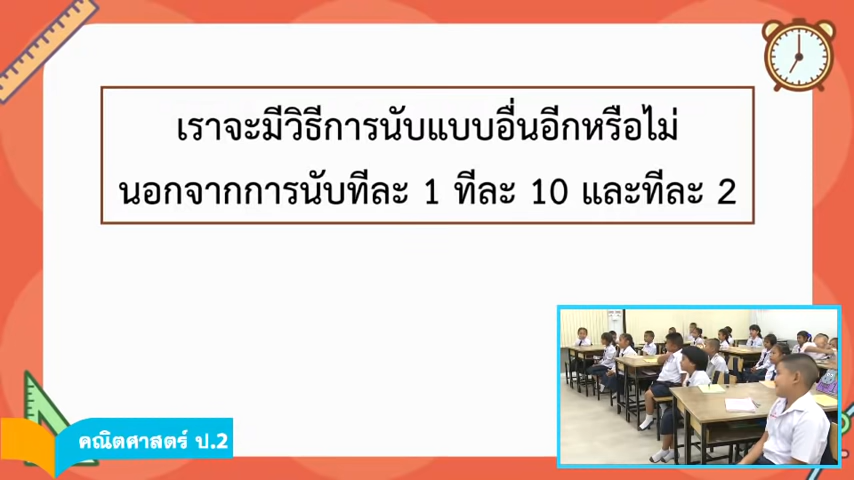 เราจะมีวิธีการนับแบบอื่นอีกหรือไม่
นอกจากการนับทีละ 1 ทีละ 10 และทีละ 2
คณิตศาสตร์ ป.2